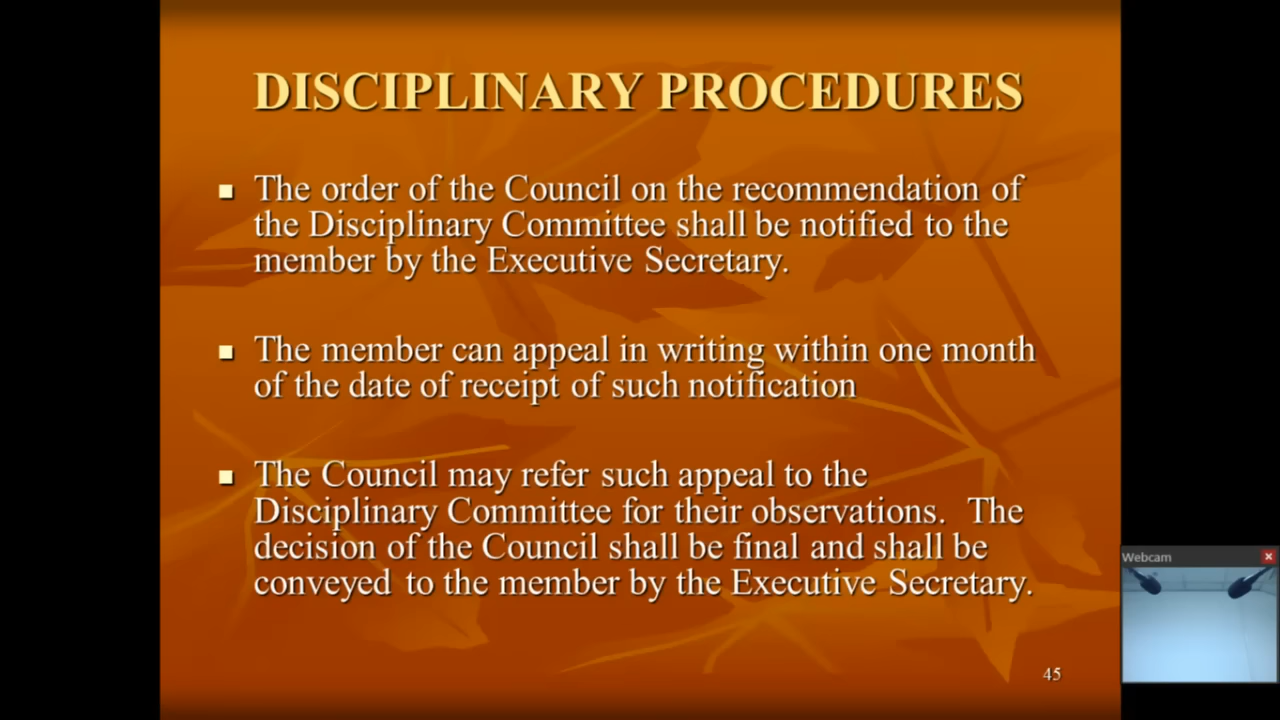 DISCIPLINARY PROCEDURES
The order of the Council on the recommendation of
the Disciplinary Committee shall be notified to the
member by the Executive Secretary.
The member can appeal in writing within one month
of the date of receipt of such notification
The Council may refer such appeal to the
Disciplinary Committee for their observations.  The
decision of the Council shall be final and shall be
conveyed to the member by the Executive Secretary.
45
Webcam